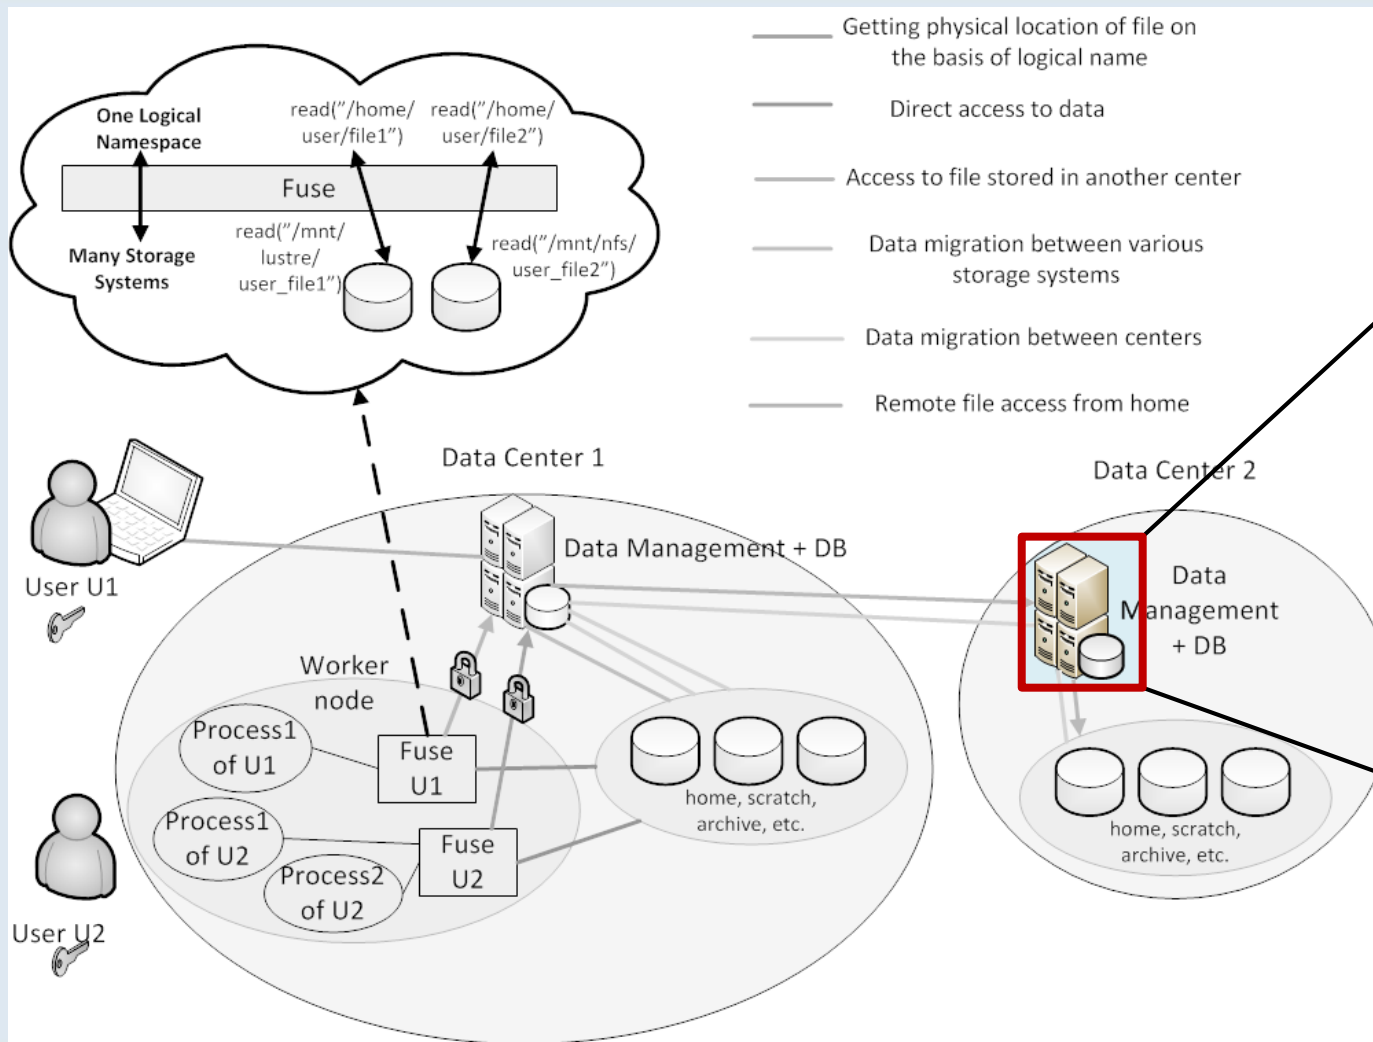 Getting physical location of file on
the basis of logical name
Direct access to data
Access to file stored in another center
Data migration between various
storage systems
Data migration between centers
Remote file access from home
One Logical
Namespace
read("/home/
user/file1")
read("/home/
user/file2")
Fuse
Many Storage
Systems
read("/mnt/
lustre/
user_file1")
read("/mnt/nfs/
user_file2")
Data Center 1
Data Center 2
User U1
Data Management + DB
Data
Management
+ DB
Worker
node
Process1
of U1
Fuse
U1
Process1
of U2
Fuse
U2
Process2
of U2
home, scratch,
archive, etc.
home, scratch,
archive, etc.
User U2